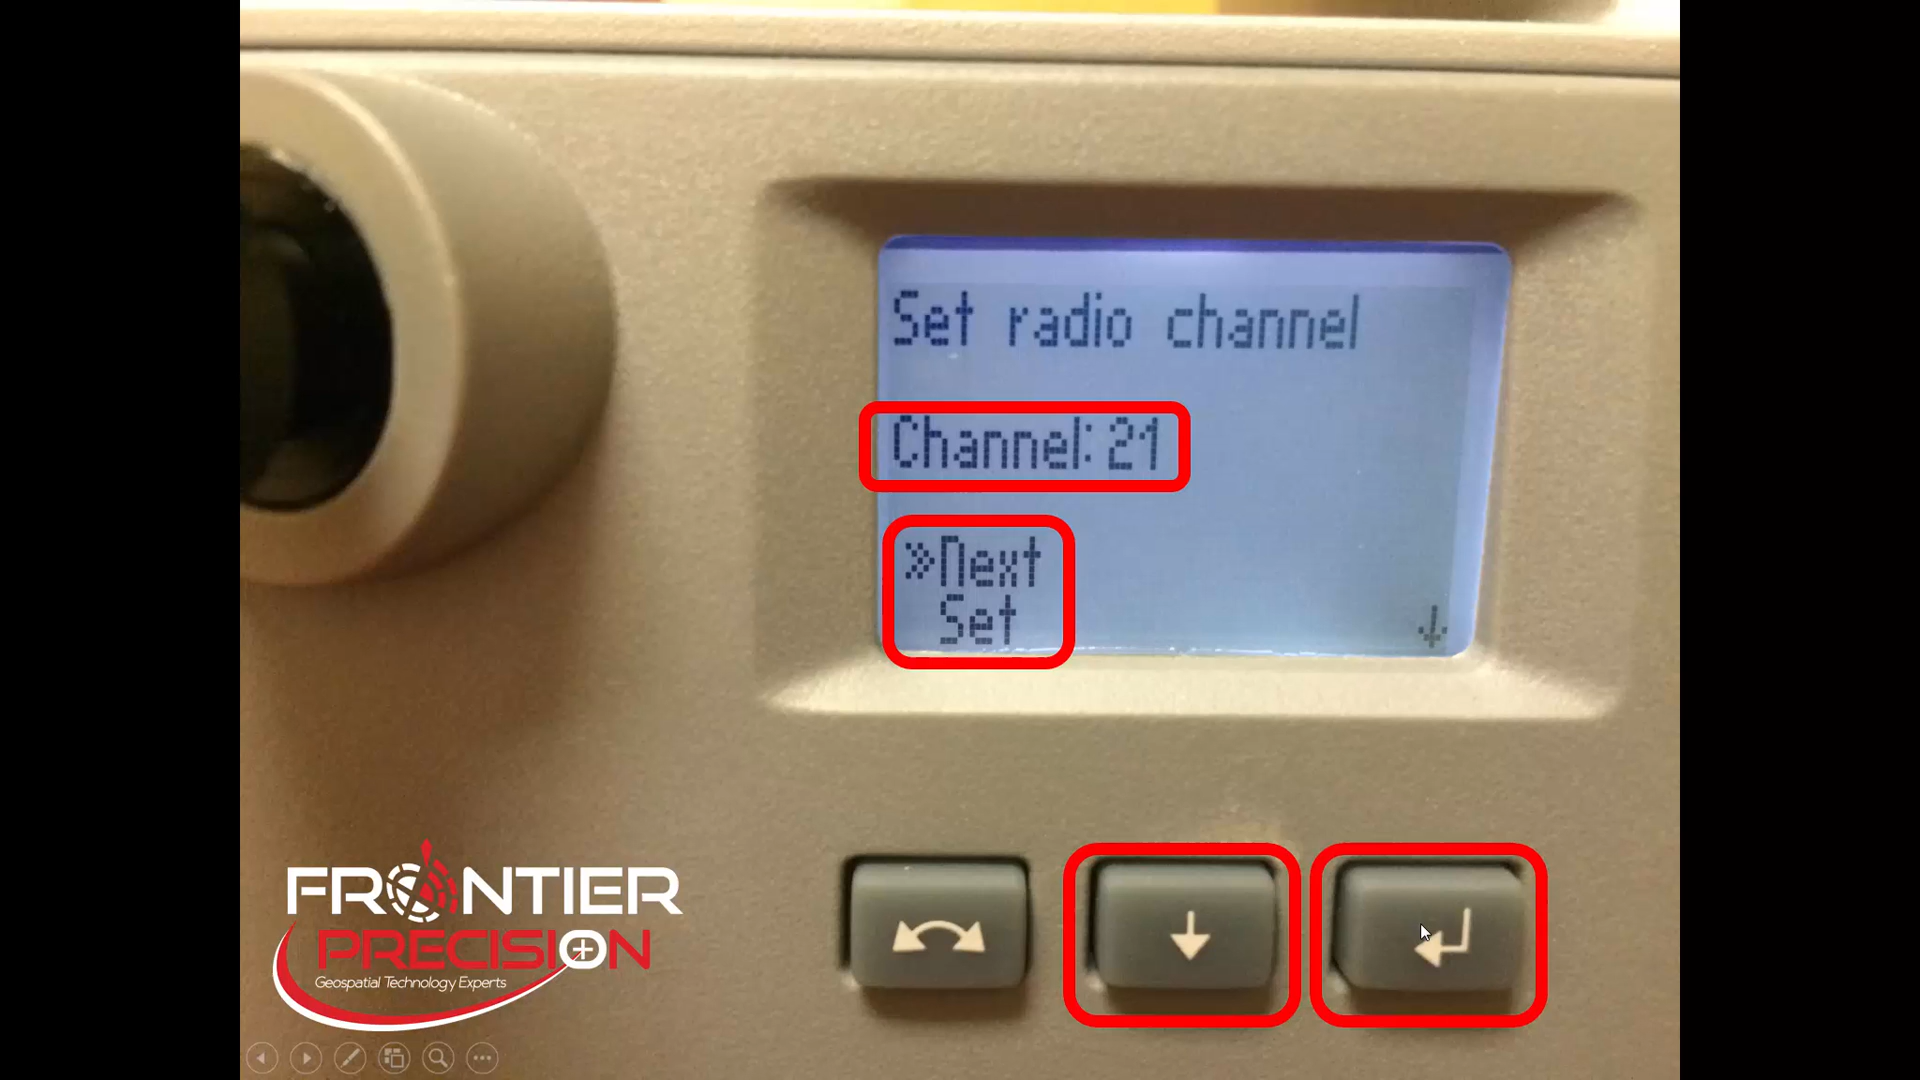 Set radio channel
Channel: 21
»Next
Set
FRONTIER
PRECISION
Geospatial Technology Experts